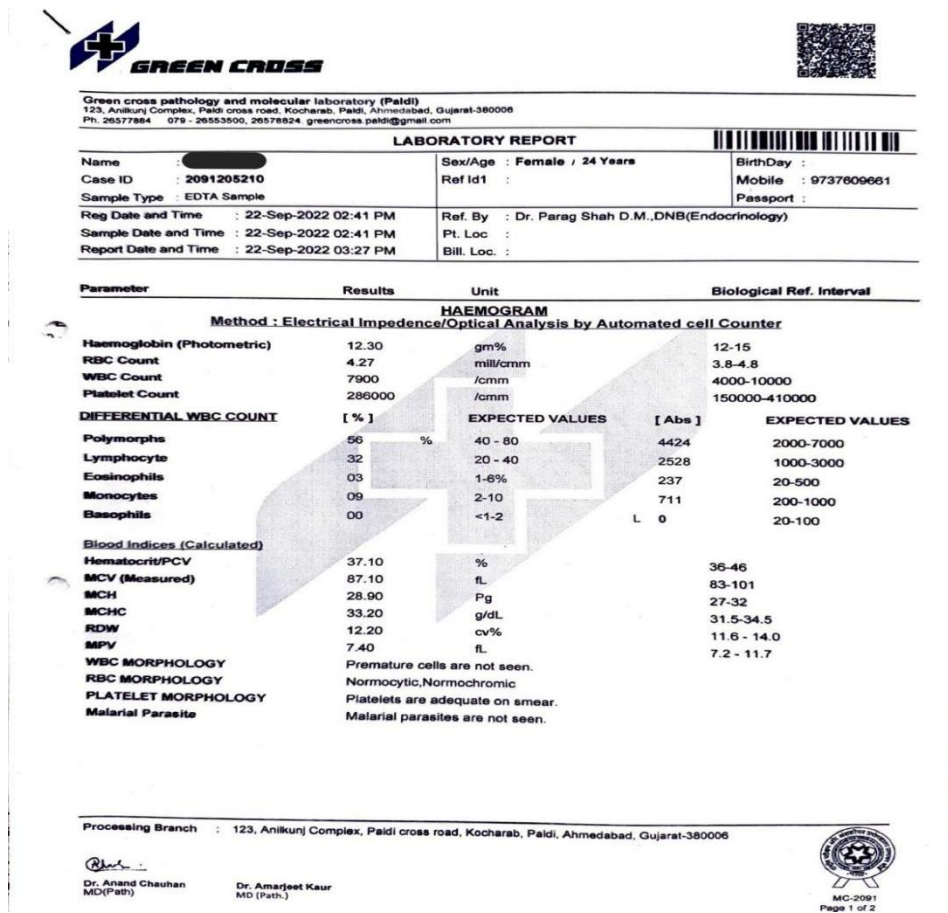 GREEN CROSS
Green cross pathology and molecular laboratory (Paldi)
123, Anilkunj Complex, Paldi cross road, Kocharab, Paldi, Ahmedabad, Gujarat-380006
Ph. 26577884 079 - 26553500, 26578824. greencross.paldi@gmail.com
LABORATORY REPORT
Name : Sex/Age : Female / 24 Years BirthDay :
Case ID : 2091205210 Ref Id1 : Mobile : 9737609661
Sample Type : EDTA Sample Passport :
Reg Date and Time : 22-Sep-2022 02:41 PM Ref. By : Dr. Parag Shah D.M.,DNB(Endocrinology)
Sample Date and Time : 22-Sep-2022 02:41 PM Pt. Loc :
Report Date and Time : 22-Sep-2022 03:27 PM Bill. Loc. :
Parameter Results Unit Biological Ref. Interval
HAEMOGRAM
Method : Electrical Impedence/Optical Analysis by Automated cell Counter
Haemoglobin (Photometric) 12.30 gm% 12-15
RBC Count 4.27 mill/cmm 3.8-4.8
WBC Count 7900 /cmm 4000-10000
Platelet Count 286000 /cmm 150000-410000
DIFFERENTIAL WBC COUNT [ % ] EXPECTED VALUES [ Abs ] EXPECTED VALUES
Polymorphs 56 % 40 - 80 4424 2000-7000
Lymphocyte 32 20 - 40 2528 1000-3000
Eosinophils 03 1-6% 237 20-500
Monocytes 09 2-10 711 200-1000
Basophils 00 <1-2 L 0 20-100
Blood Indices (Calculated)
Hematocrit/PCV 37.10 % 36-46
MCV (Measured) 87.10 fL 83-101
MCH 28.90 Pg 27-32
MCHC 33.20 g/dL 31.5-34.5
RDW 12.20 cv% 11.6 - 14.0
MPV 7.40 fL 7.2 - 11.7
WBC MORPHOLOGY Premature cells are not seen.
RBC MORPHOLOGY Normocytic,Normochromic
PLATELET MORPHOLOGY Platelets are adequate on smear.
Malarial Parasite Malarial parasites are not seen.
Processing Branch : 123, Anilkunj Complex, Paldi cross road, Kocharab, Paldi, Ahmedabad, Gujarat-380006
Dr. Anand Chauhan Dr. Amarjeet Kaur
MD(Path) MD (Path.)
MC-2091
Page 1 of 2